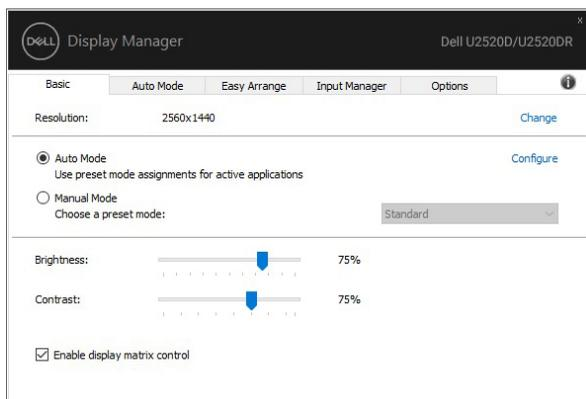 DELL Display Manager
Dell U2520D/U2520DR
x
Basic
Auto Mode
Easy Arrange
Input Manager
Options
Resolution: 2560x1440 Change
Auto Mode Configure
Use preset mode assignments for active applications
Manual Mode
Choose a preset mode: Standard
Brightness: 75%
Contrast: 75%
Enable display matrix control